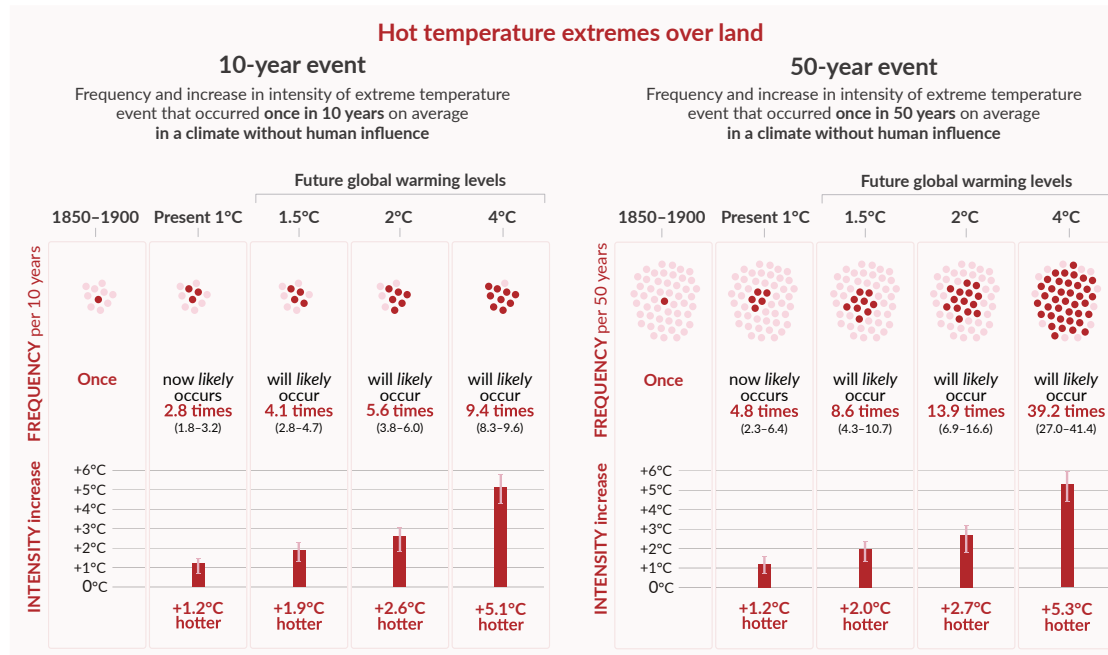 Hot temperature extremes over land
10-year event
Frequency and increase in intensity of extreme temperature
event that occurred once in 10 years on average
in a climate without human influence
Future global warming levels
1850–1900 Present 1°C 1.5°C 2°C 4°C
FREQUENCY per 10 years
Once
now likely
occurs
2.8 times
(1.8–3.2)
will likely
occur
4.1 times
(2.8–4.7)
will likely
occur
5.6 times
(3.8–6.0)
will likely
occur
9.4 times
(8.3–9.6)
INTENSITY increase
+6°C
+5°C
+4°C
+3°C
+2°C
+1°C
0°C
+1.2°C
hotter
+1.9°C
hotter
+2.6°C
hotter
+5.1°C
hotter
50-year event
Frequency and increase in intensity of extreme temperature
event that occurred once in 50 years on average
in a climate without human influence
Future global warming levels
1850–1900 Present 1°C 1.5°C 2°C 4°C
FREQUENCY per 50 years
Once
now likely
occurs
4.8 times
(2.3–6.4)
will likely
occur
8.6 times
(4.3–10.7)
will likely
occur
13.9 times
(6.9–16.6)
will likely
occur
39.2 times
(27.0–41.4)
INTENSITY increase
+6°C
+5°C
+4°C
+3°C
+2°C
+1°C
0°C
+1.2°C
hotter
+2.0°C
hotter
+2.7°C
hotter
+5.3°C
hotter